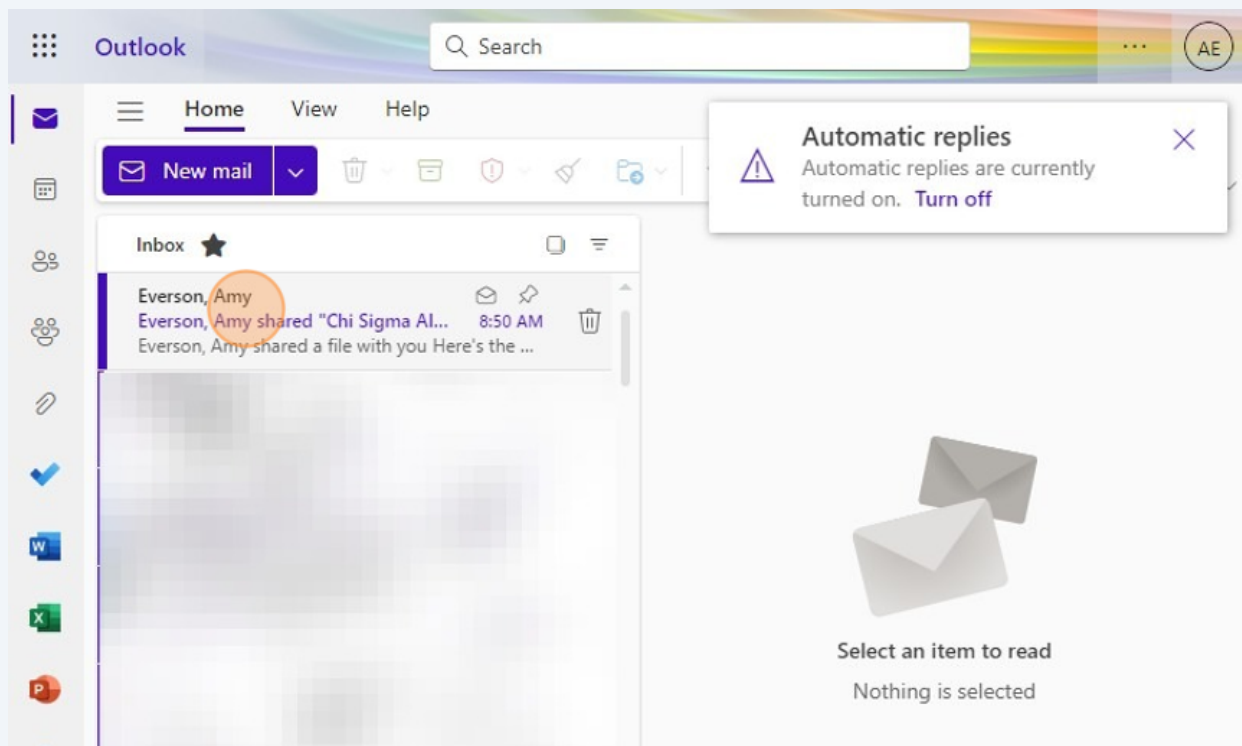 Outlook
Search
AE
Home View Help
New mail
Automatic replies
Automatic replies are currently
turned on. Turn off
Inbox
Everson, Amy
Everson, Amy shared "Chi Sigma Al... 8:50 AM
Everson, Amy shared a file with you Here's the ...
Select an item to read
Nothing is selected
W
X
P